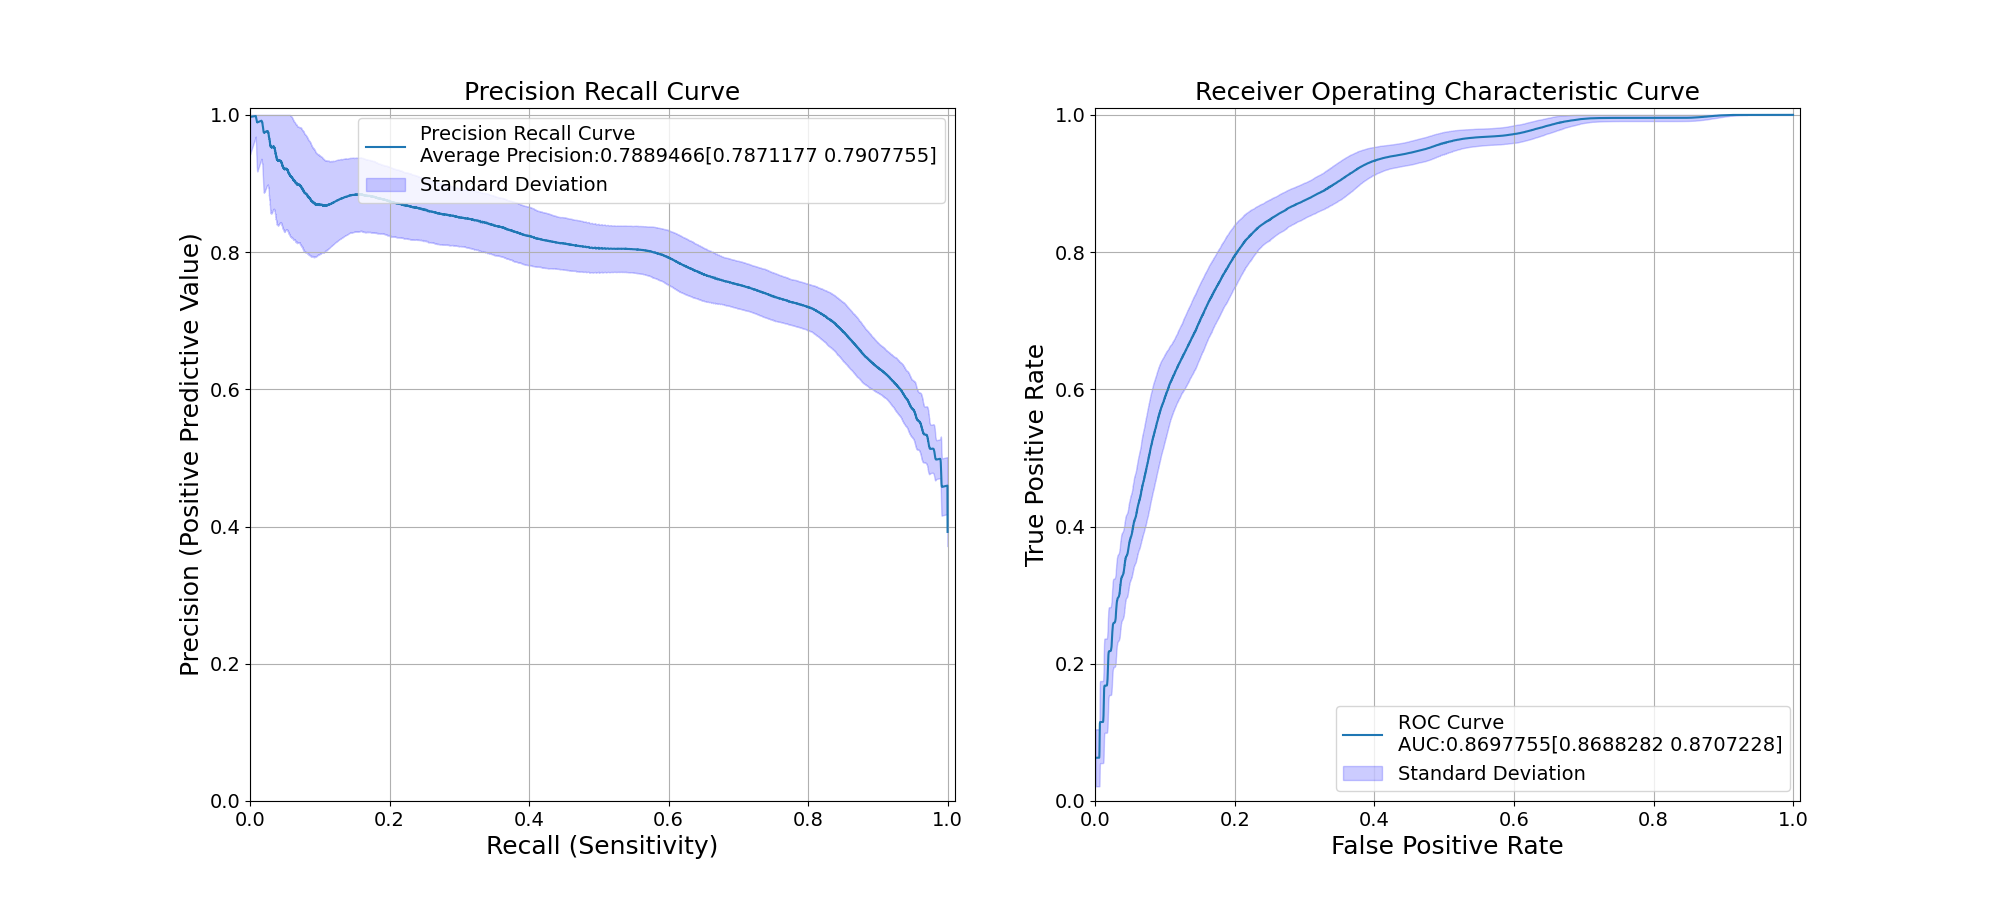 Precision Recall Curve
1.0
0.8
0.6
0.4
0.2
0.0
Precision (Positive Predictive Value)
Precision Recall Curve
Average Precision:0.7889466[0.7871177 0.7907755]
Standard Deviation
0.0 0.2 0.4 0.6 0.8 1.0
Recall (Sensitivity)
Receiver Operating Characteristic Curve
1.0
0.8
0.6
0.4
0.2
0.0
True Positive Rate
ROC Curve
AUC:0.8697755[0.8688282 0.8707228]
Standard Deviation
0.0 0.2 0.4 0.6 0.8 1.0
False Positive Rate